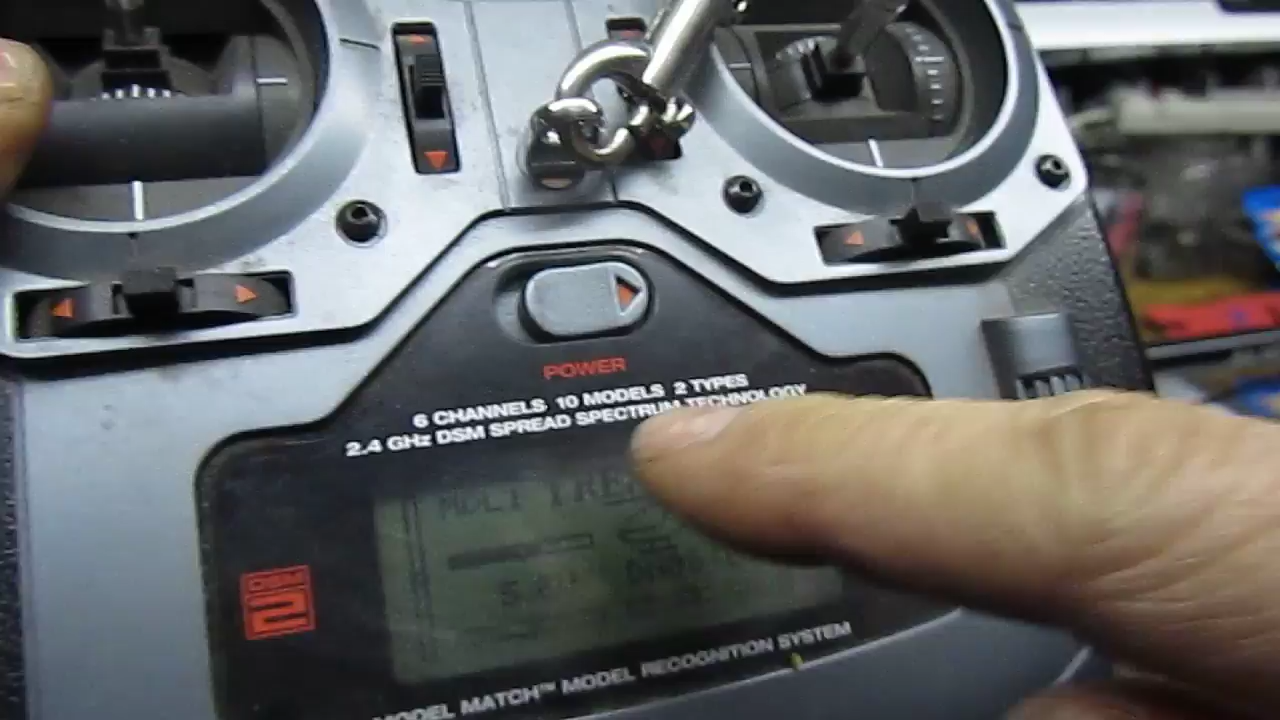 POWER
6 CHANNELS 10 MODELS 2 TYPES
2.4 GHz DSM SPREAD SPECTRUM TECHNOLOGY
DSM
2
MODEL MATCH™ MODEL RECOGNITION SYSTEM